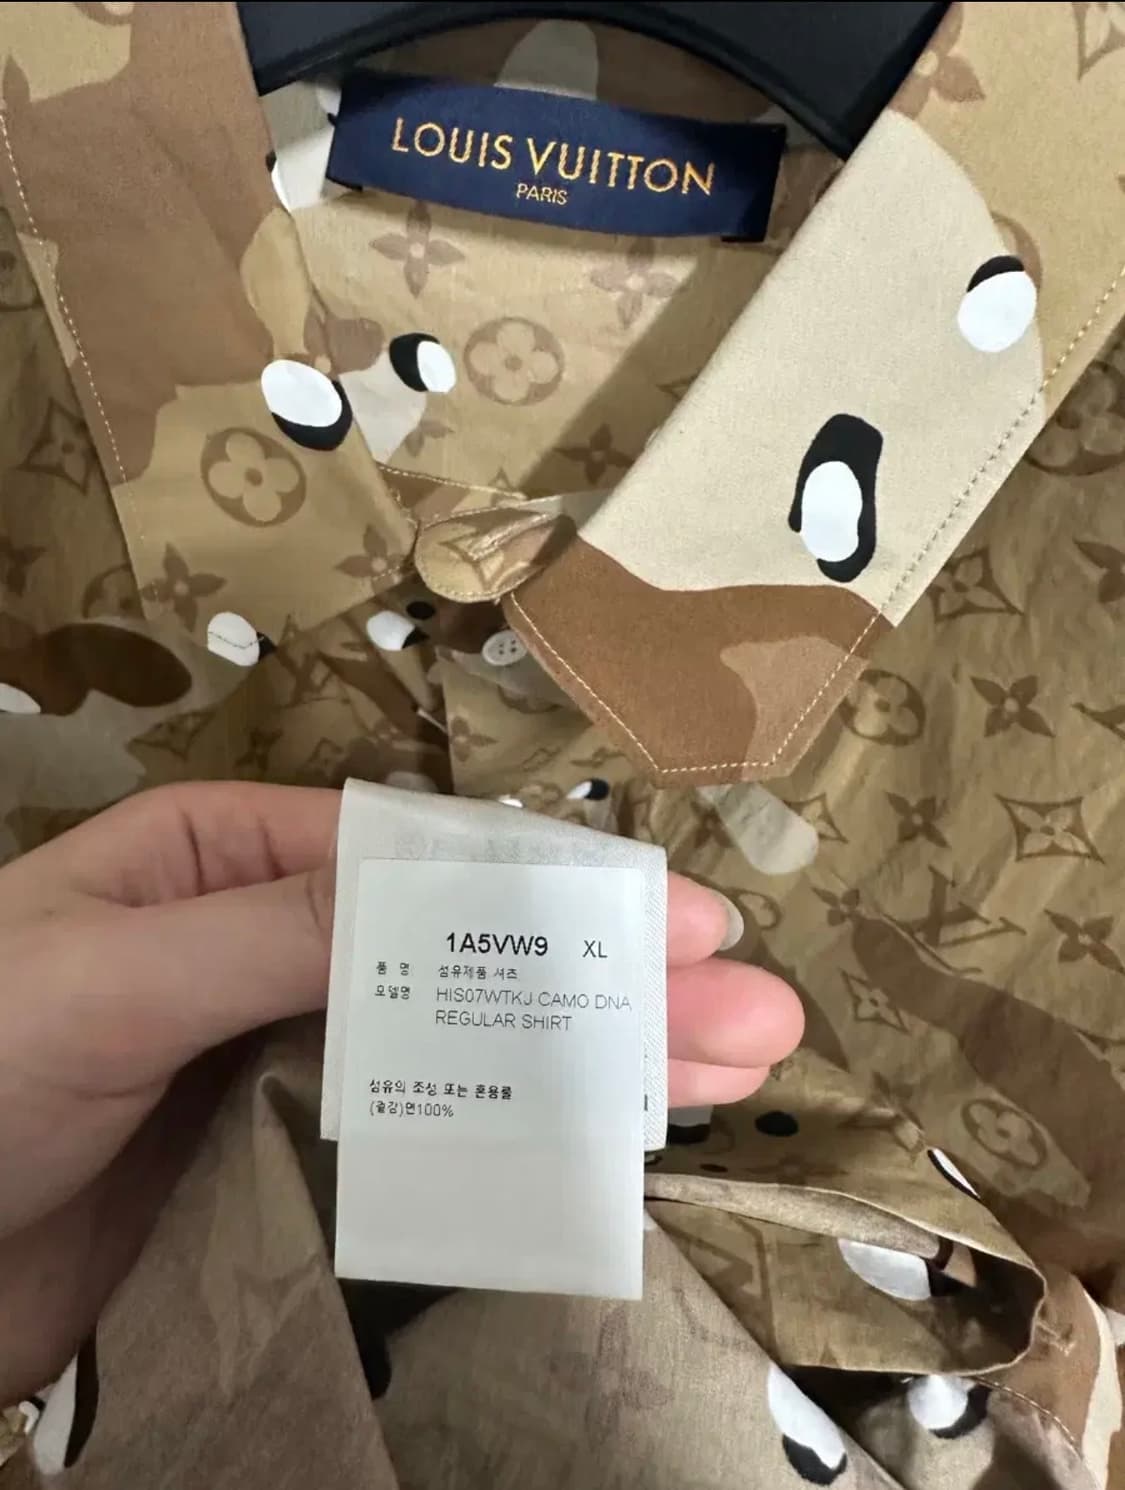 LOUIS VUITTON
PARIS
1A5VW9 XL
품 명 섬유제품 셔츠
모델명 HIS07WTKJ CAMO DNA
REGULAR SHIRT
섬유의 조성 또는 혼용률
(겉감)면100%